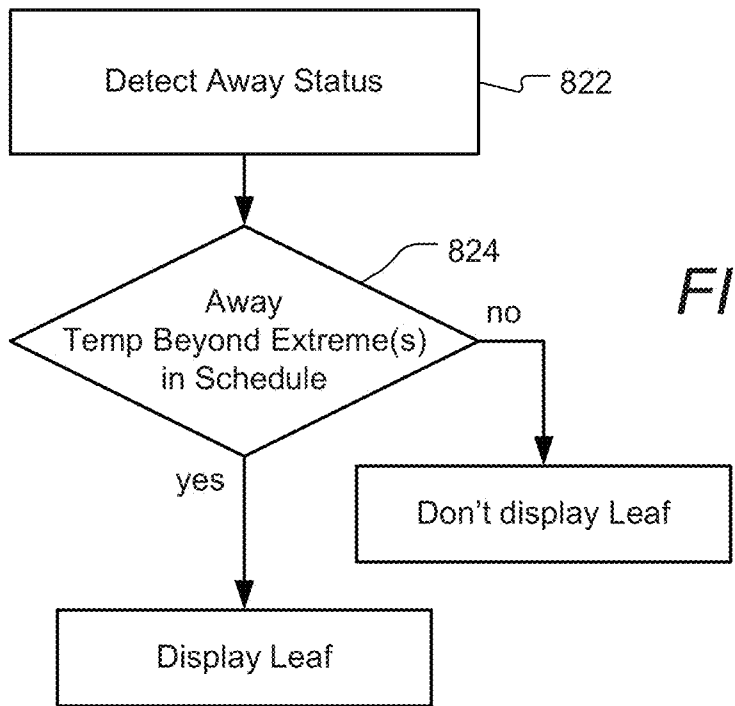 Detect Away Status
822
824
Away
Temp Beyond Extreme(s)
in Schedule
no
FI
yes
Don't display Leaf
Display Leaf